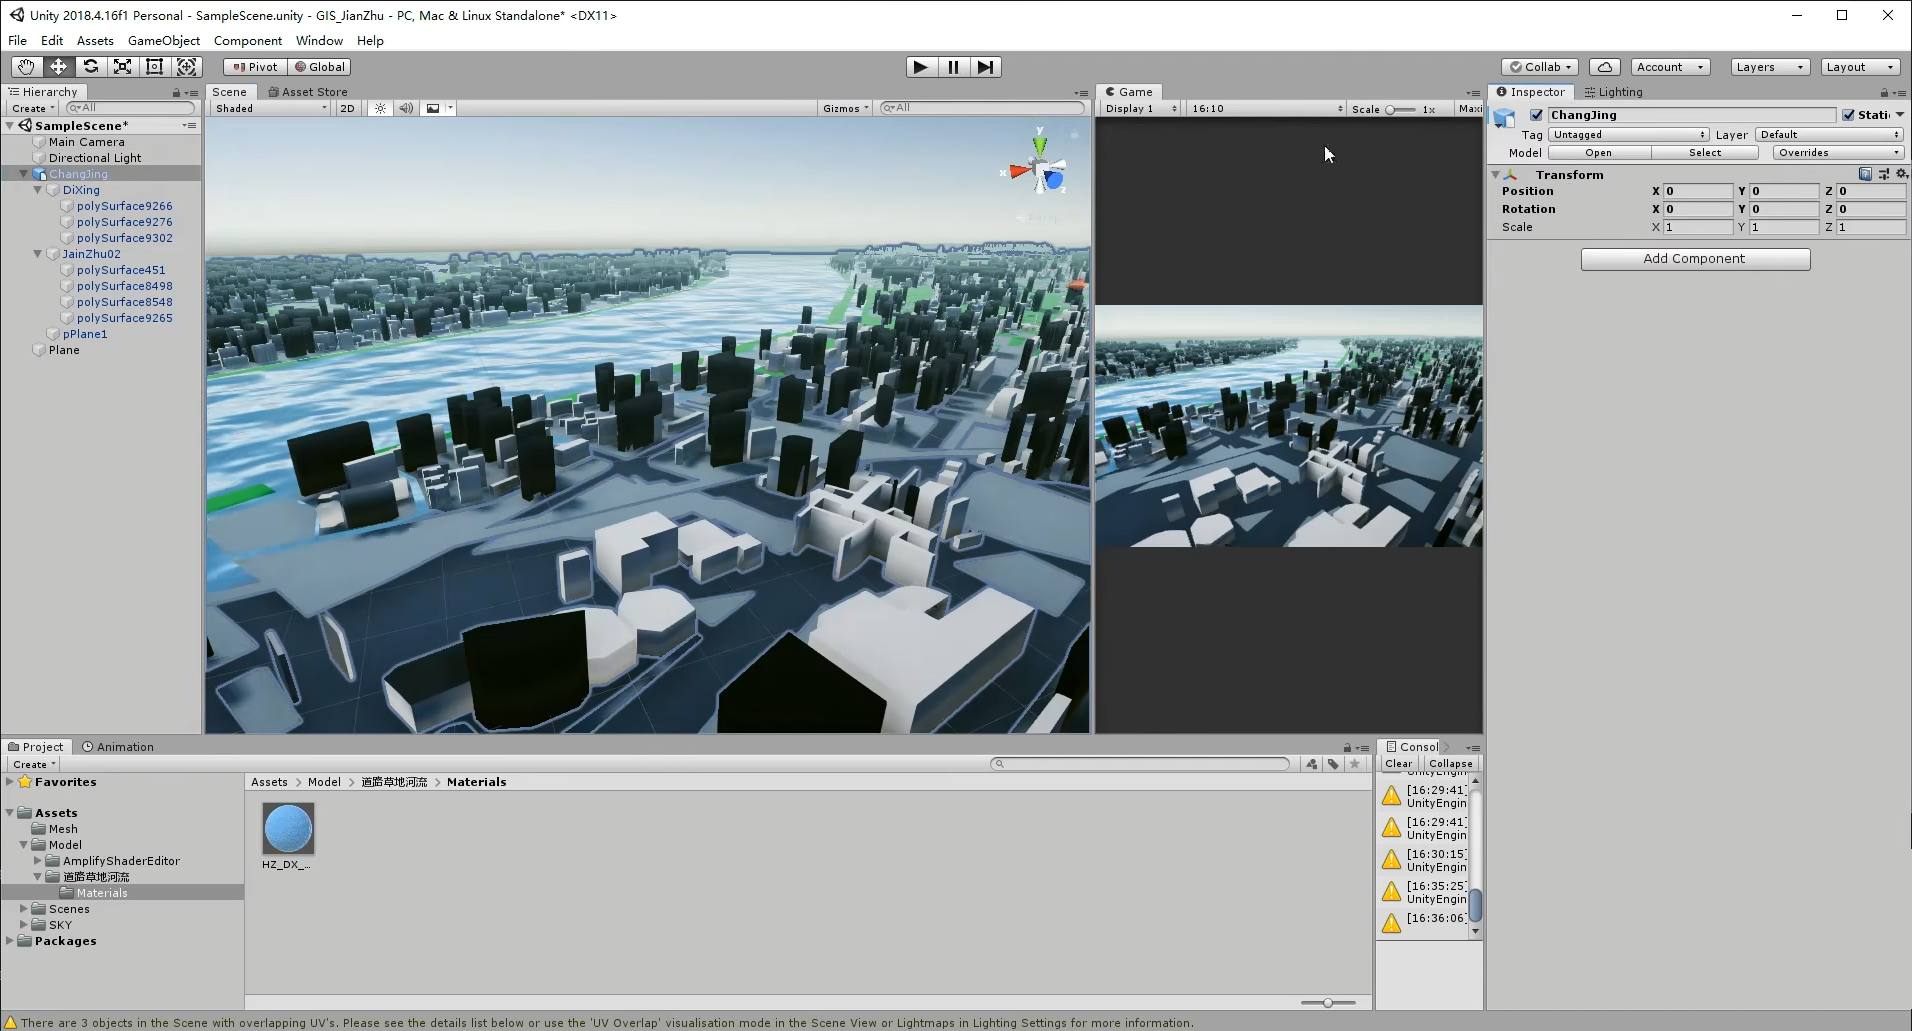 Unity 2018.4.16f1 Personal - SampleScene.unity - GIS_JianZhu - PC, Mac & Linux Standalone* <DX11>
File Edit Assets GameObject Component Window Help
Pivot Global
Collab Account Layers Layout
Hierarchy
Create All
SampleScene*
Main Camera
Directional Light
ChangJing
DiXing
polySurface9266
polySurface9276
polySurface9302
JainZhu02
polySurface451
polySurface8498
polySurface8548
polySurface9265
pPlane1
Plane
Scene Asset Store
Shaded 2D Gizmos All
y
x
z
Game
Display 1 16:10 Scale 1x Maxi
Inspector Lighting
ChangJing Stati
Tag Untagged Layer Default
Model Open Select Overrides
Transform
Position X 0 Y 0 Z 0
Rotation X 0 Y 0 Z 0
Scale X 1 Y 1 Z 1
Add Component
Project Animation
Create
Favorites
Assets
Mesh
Model
AmplifyShaderEditor
道路草地河流
Materials
Scenes
SKY
Packages
Assets > Model > 道路草地河流 > Materials
HZ_DX_...
Consol
Clear Collapse
UnityEngin
[16:29:41]
UnityEngin
[16:29:41]
UnityEngin
[16:30:15]
UnityEngin
[16:35:25]
UnityEngin
[16:36:06]
There are 3 objects in the Scene with overlapping UV's. Please see the details list below or use the 'UV Overlap' visualisation mode in the Scene View or Lightmaps in Lighting Settings for more information.